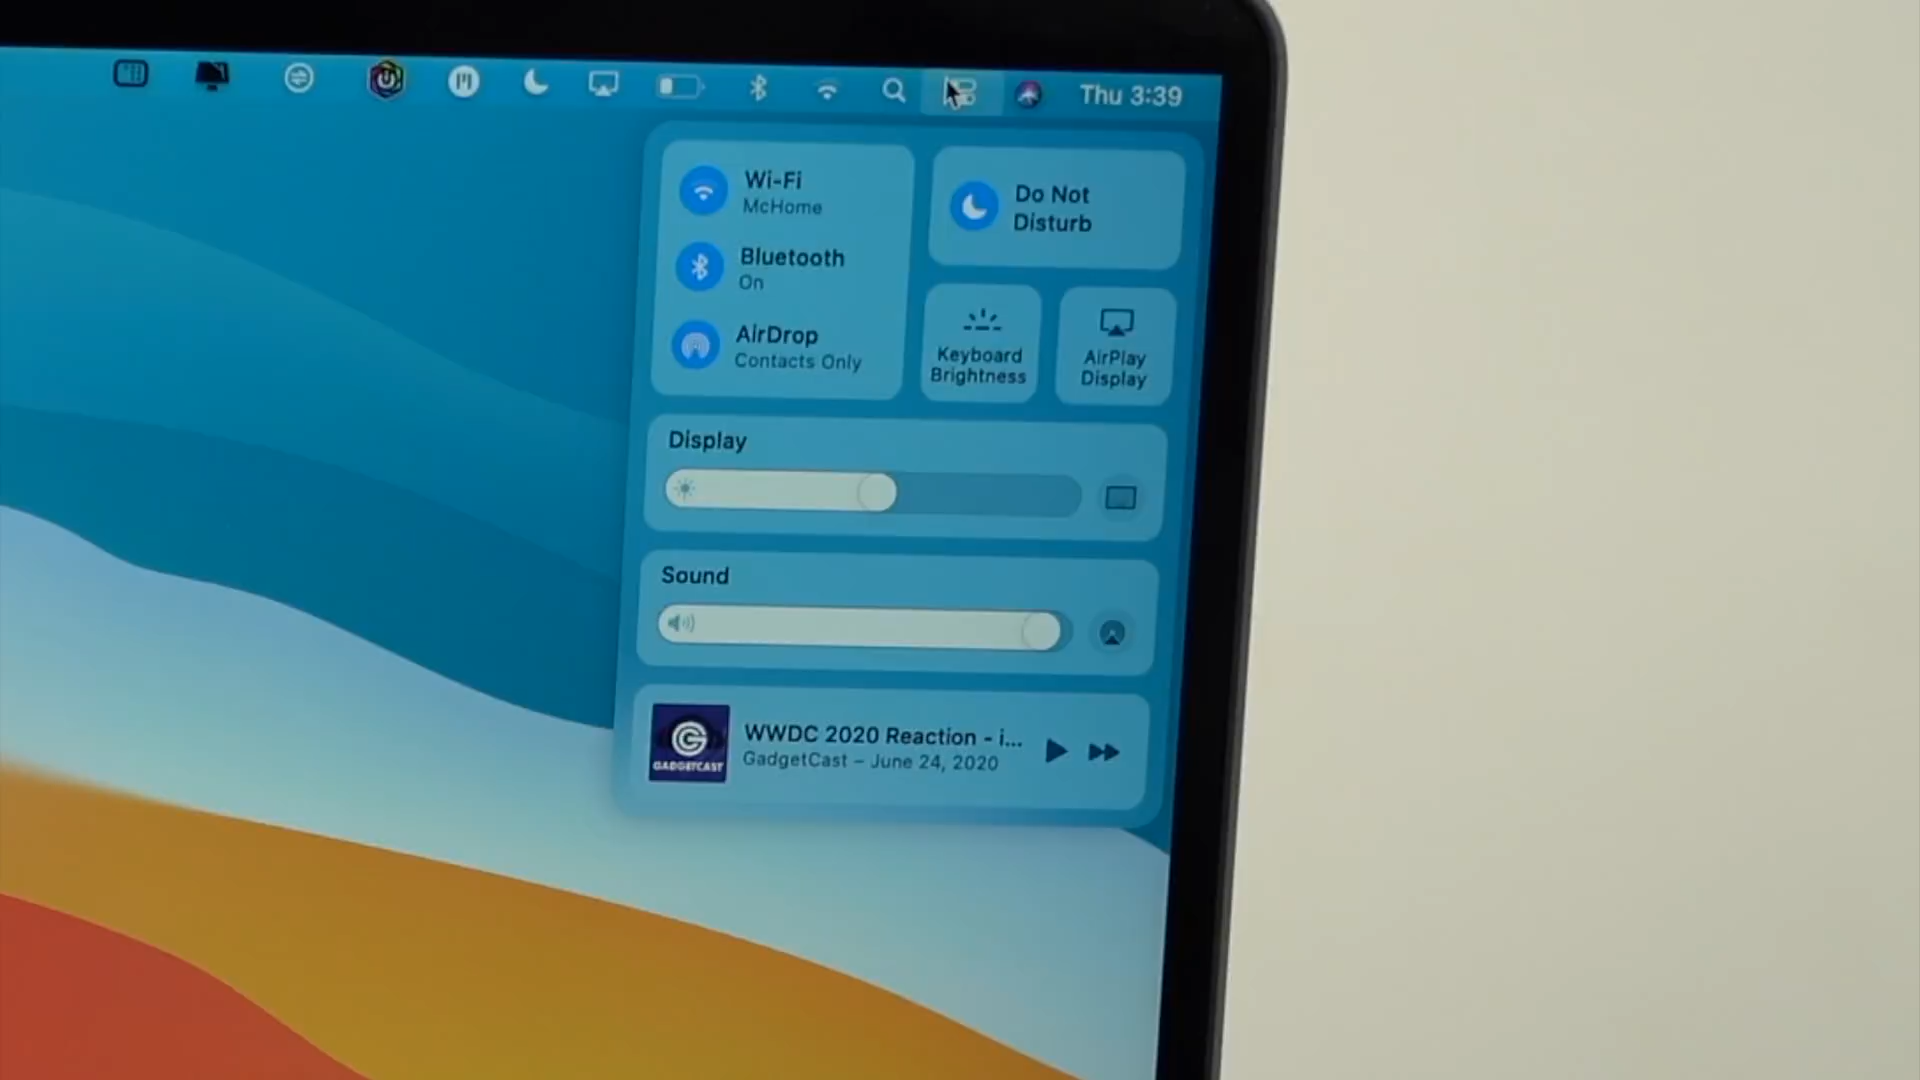 Thu 3:39
Wi-Fi
McHome
Do Not
Disturb
Bluetooth
On
AirDrop
Contacts Only
Keyboard
Brightness
AirPlay
Display
Display
Sound
GADGETCAST
WWDC 2020 Reaction - i...
GadgetCast – June 24, 2020